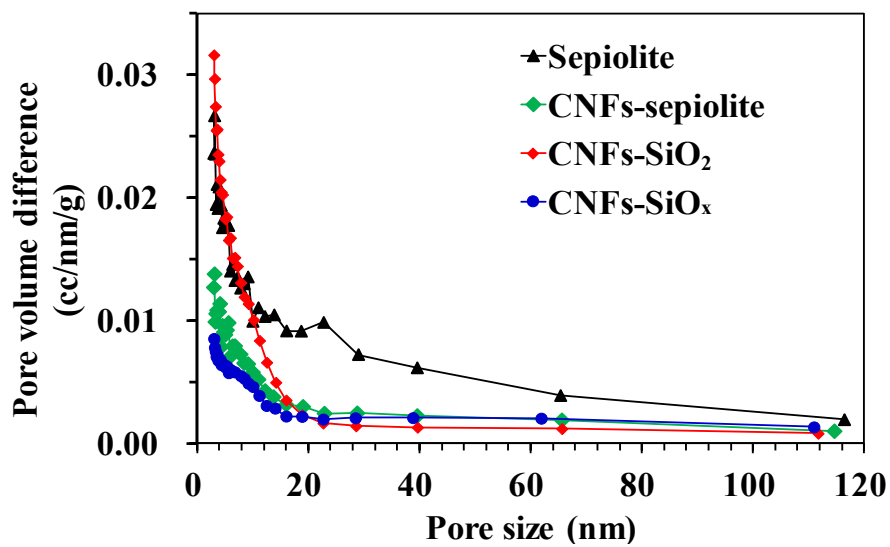 Pore volume difference
(cc/nm/g)
0.03
0.02
0.01
0.00
Sepiolite
CNFs-sepiolite
CNFs-SiO₂
CNFs-SiOₓ
0 20 40 60 80 100 120
Pore size (nm)